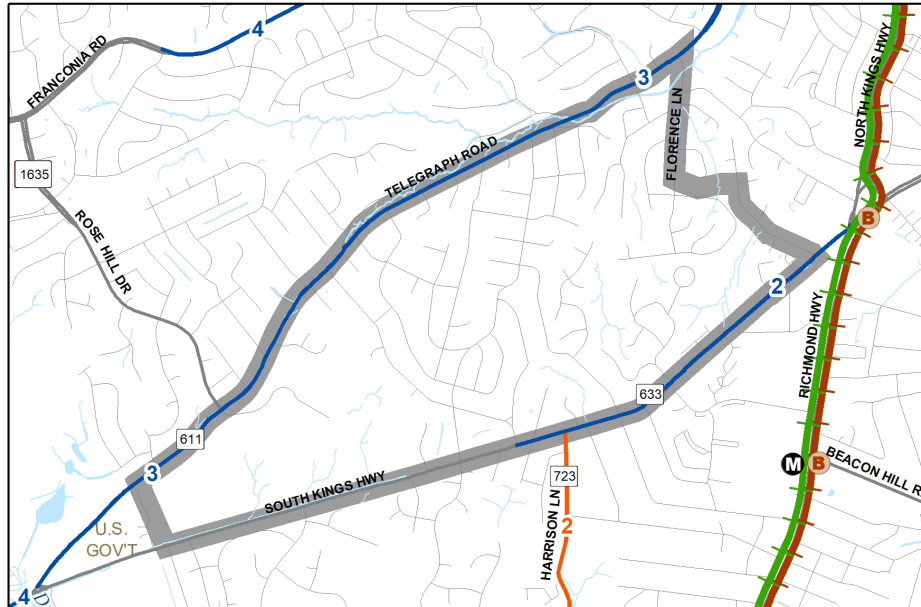 4
3
FRANCONIA RD
NORTH KINGS HWY
FLORENCE LN
TELEGRAPH ROAD
1635
ROSE HILL DR
B
2
RICHMOND HWY
633
611
3
M
B
BEACON HILL R
723
SOUTH KINGS HWY
U.S.
GOV'T
HARRISON LN
2
4
D